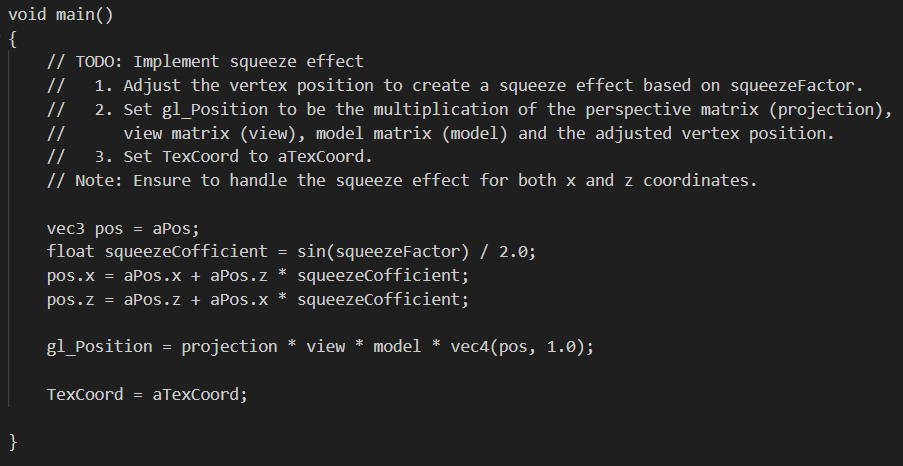 void main()
{
    // TODO: Implement squeeze effect
    //   1. Adjust the vertex position to create a squeeze effect based on squeezeFactor.
    //   2. Set gl_Position to be the multiplication of the perspective matrix (projection),
    //      view matrix (view), model matrix (model) and the adjusted vertex position.
    //   3. Set TexCoord to aTexCoord.
    // Note: Ensure to handle the squeeze effect for both x and z coordinates.

    vec3 pos = aPos;
    float squeezeCofficient = sin(squeezeFactor) / 2.0;
    pos.x = aPos.x + aPos.z * squeezeCofficient;
    pos.z = aPos.z + aPos.x * squeezeCofficient;

    gl_Position = projection * view * model * vec4(pos, 1.0);

    TexCoord = aTexCoord;

}